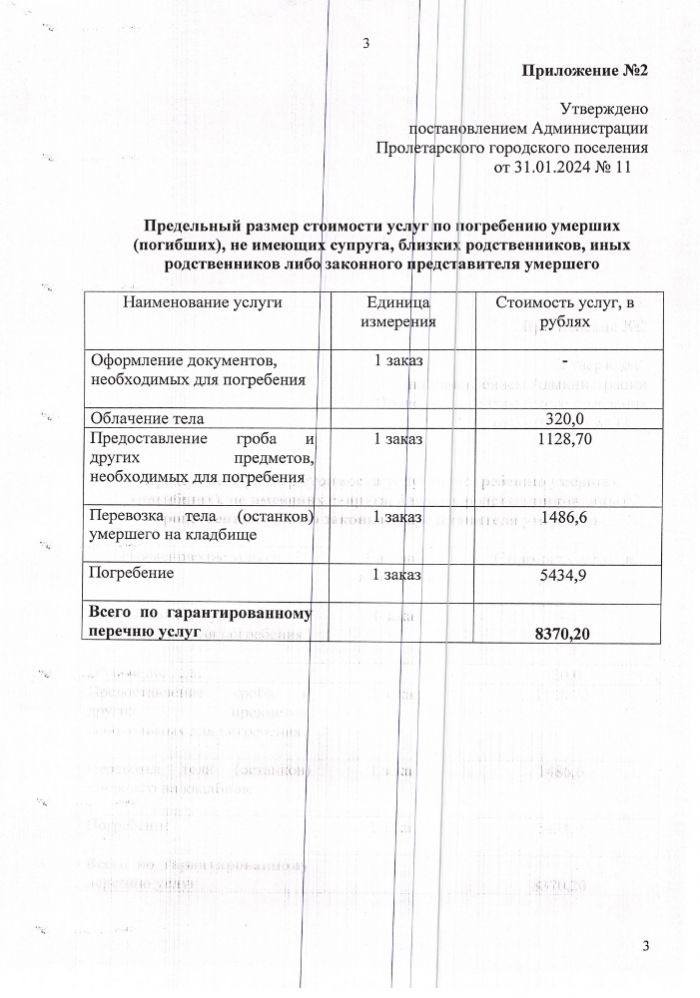 3
Приложение №2
Утверждено
постановлением Администрации
Пролетарского городского поселения
от 31.01.2024 № 11
Предельный размер стоимости услуг по погребению умерших
(погибших), не имеющих супруга, близких родственников, иных
родственников либо законного представителя умершего
Наименование услуги Единица Стоимость услуг, в
измерения рублях
Оформление документов, 1 заказ -
необходимых для погребения
Облачение тела 320,0
Предоставление гроба и 1 заказ 1128,70
других предметов,
необходимых для погребения
Перевозка тела (останков) 1 заказ 1486,6
умершего на кладбище
Погребение 1 заказ 5434,9
Всего по гарантированному
перечню услуг 8370,20
3